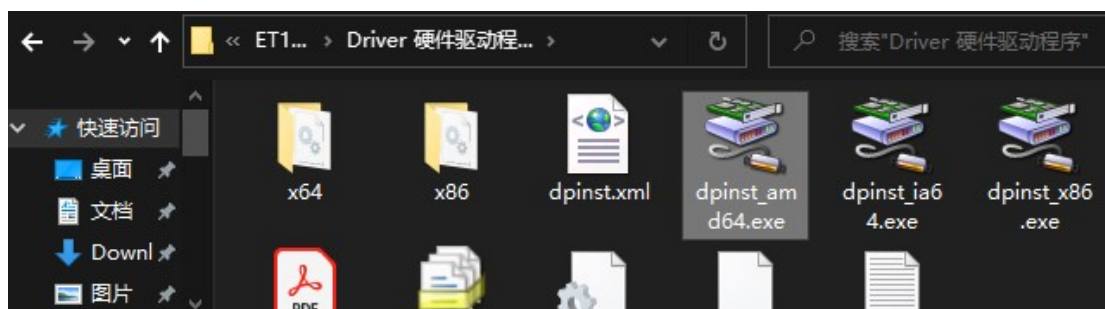 « ET1... › Driver 硬件驱动程... ›
搜索"Driver 硬件驱动程序"
快速访问
桌面
文档
Downl
图片
x64
x86
dpinst.xml
dpinst_am
d64.exe
dpinst_ia6
4.exe
dpinst_x86
.exe
PDF